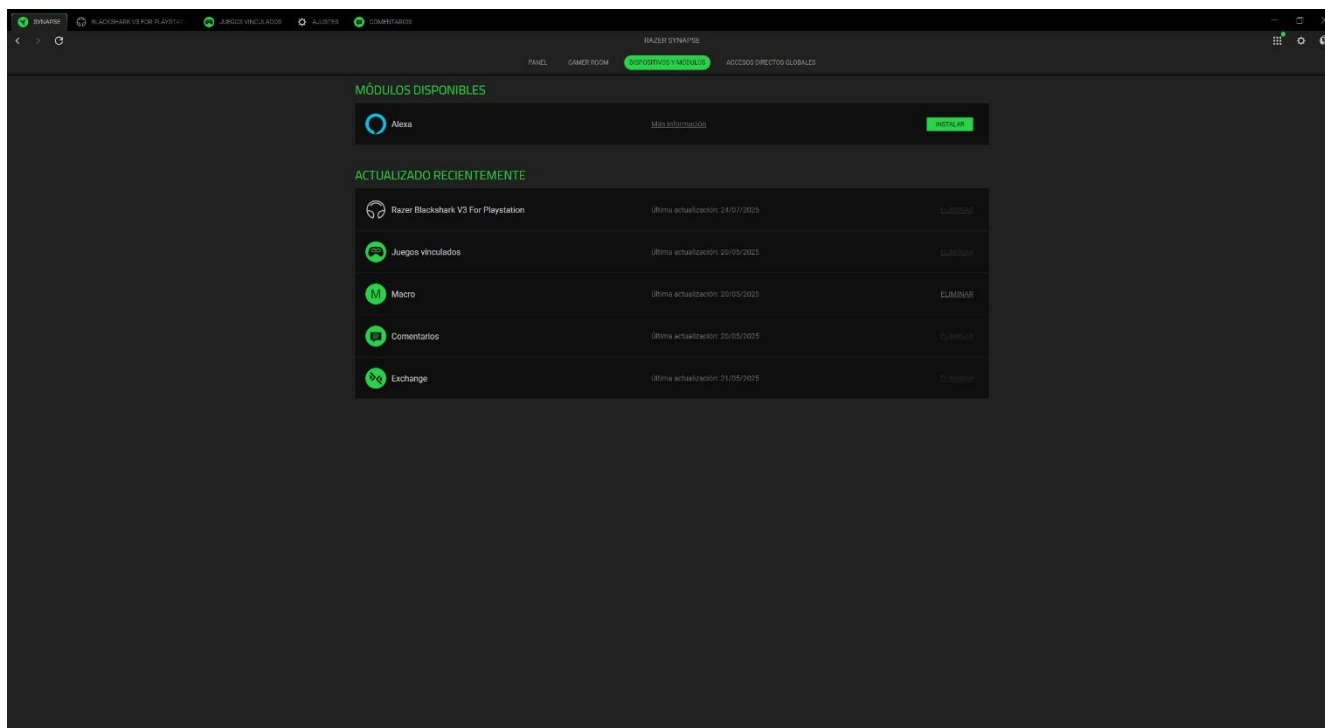 SYNAPSE BLACKSHARK V3 FOR PLAYSTATI JUEGOS VINCULADOS AJUSTES COMENTARIOS
RAZER SYNAPSE
PANEL GAMER ROOM DISPOSITIVOS Y MÓDULOS ACCESOS DIRECTOS GLOBALES
MÓDULOS DISPONIBLES
Alexa Más información INSTALAR
ACTUALIZADO RECIENTEMENTE
Razer Blackshark V3 For Playstation Última actualización: 24/07/2025 ELIMINAR
Juegos vinculados Última actualización: 20/05/2025 ELIMINAR
M Macro Última actualización: 20/05/2025 ELIMINAR
Comentarios Última actualización: 20/05/2025 ELIMINAR
Exchange Última actualización: 21/05/2025 ELIMINAR